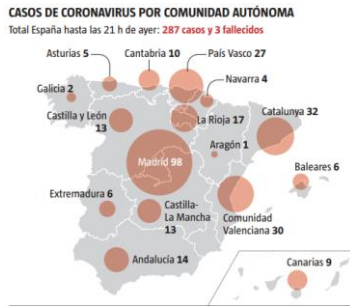 CASOS DE CORONAVIRUS POR COMUNIDAD AUTÓNOMA
Total España hasta las 21 h de ayer: 287 casos y 3 fallecidos
Asturias 5
Cantabria 10
País Vasco 27
Navarra 4
Galicia 2
Castilla y León
13
La Rioja 17
Catalunya 32
Aragón 1
Madrid 98
Baleares 6
Extremadura 6
Castilla-
La Mancha
13
Comunidad
Valenciana 30
Andalucía 14
Canarias 9